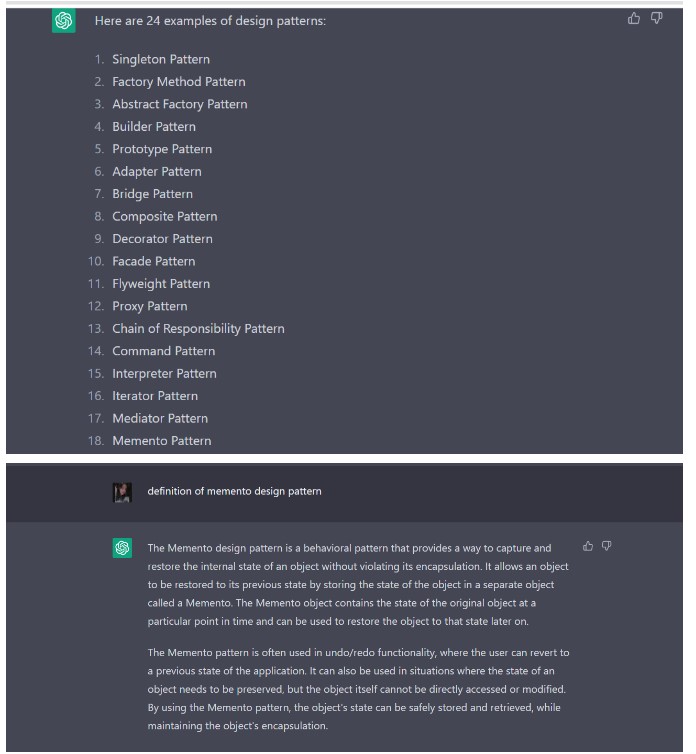 Here are 24 examples of design patterns:
1. Singleton Pattern
2. Factory Method Pattern
3. Abstract Factory Pattern
4. Builder Pattern
5. Prototype Pattern
6. Adapter Pattern
7. Bridge Pattern
8. Composite Pattern
9. Decorator Pattern
10. Facade Pattern
11. Flyweight Pattern
12. Proxy Pattern
13. Chain of Responsibility Pattern
14. Command Pattern
15. Interpreter Pattern
16. Iterator Pattern
17. Mediator Pattern
18. Memento Pattern
definition of memento design pattern
The Memento design pattern is a behavioral pattern that provides a way to capture and
restore the internal state of an object without violating its encapsulation. It allows an object
to be restored to its previous state by storing the state of the object in a separate object
called a Memento. The Memento object contains the state of the original object at a
particular point in time and can be used to restore the object to that state later on.
The Memento pattern is often used in undo/redo functionality, where the user can revert to
a previous state of the application. It can also be used in situations where the state of an
object needs to be preserved, but the object itself cannot be directly accessed or modified.
By using the Memento pattern, the object's state can be safely stored and retrieved, while
maintaining the object's encapsulation.